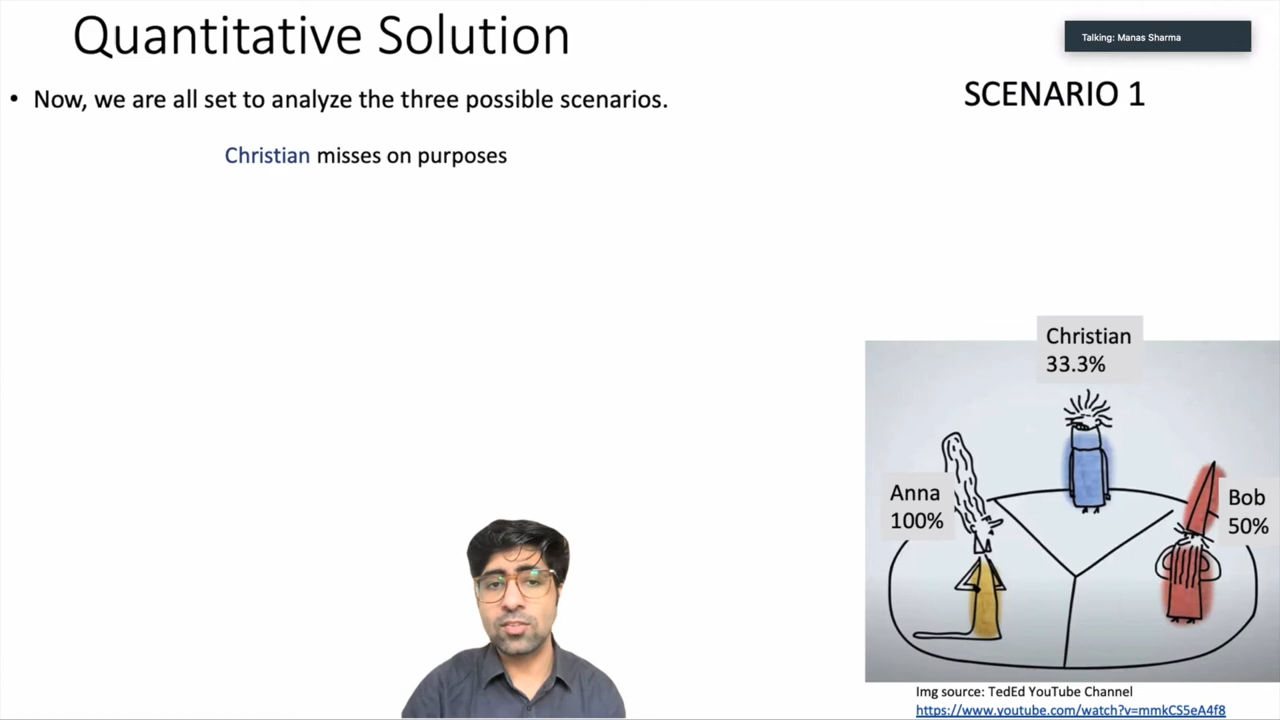 Quantitative Solution
Talking: Manas Sharma
• Now, we are all set to analyze the three possible scenarios.
SCENARIO 1
Christian misses on purposes
Christian
33.3%
Anna
100%
Bob
50%
Img source: TedEd YouTube Channel
https://www.youtube.com/watch?v=mmkCS5eA4f8